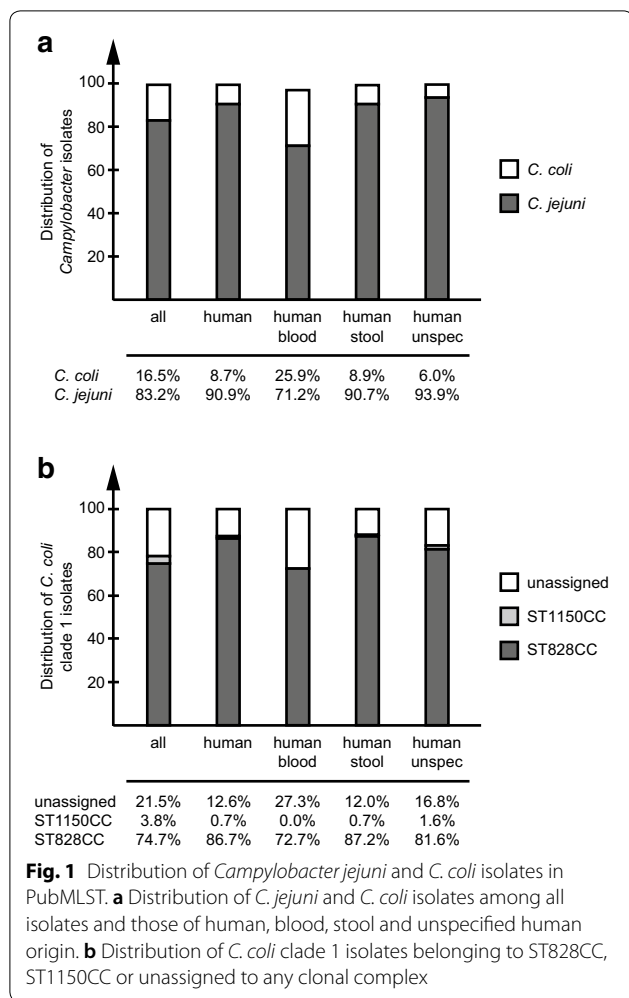 a
100
80
60
40
20
Distribution of
Campylobacter isolates
C. coli
C. jejuni
all human human human human
blood stool unspec
C. coli 16.5% 8.7% 25.9% 8.9% 6.0%
C. jejuni 83.2% 90.9% 71.2% 90.7% 93.9%
b
100
80
60
40
20
Distribution of C. coli
clade 1 isolates
unassigned
ST1150CC
ST828CC
all human human human human
blood stool unspec
unassigned 21.5% 12.6% 27.3% 12.0% 16.8%
ST1150CC 3.8% 0.7% 0.0% 0.7% 1.6%
ST828CC 74.7% 86.7% 72.7% 87.2% 81.6%
Fig. 1 Distribution of Campylobacter jejuni and C. coli isolates in
PubMLST. a Distribution of C. jejuni and C. coli isolates among all
isolates and those of human, blood, stool and unspecified human
origin. b Distribution of C. coli clade 1 isolates belonging to ST828CC,
ST1150CC or unassigned to any clonal complex